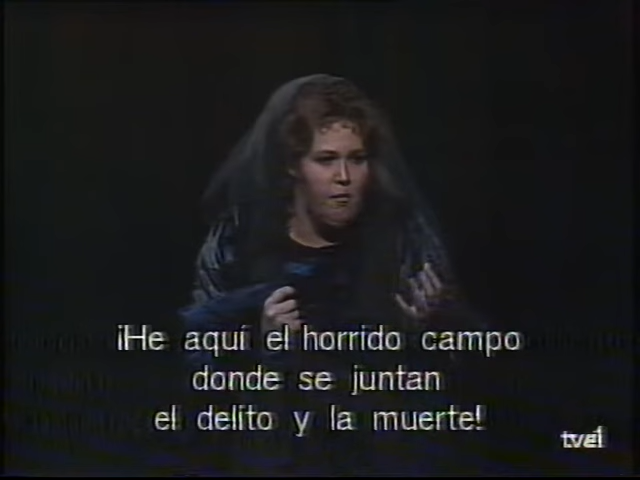 ¡He aquí el horrido campo
donde se juntan
el delito y la muerte!
tve1